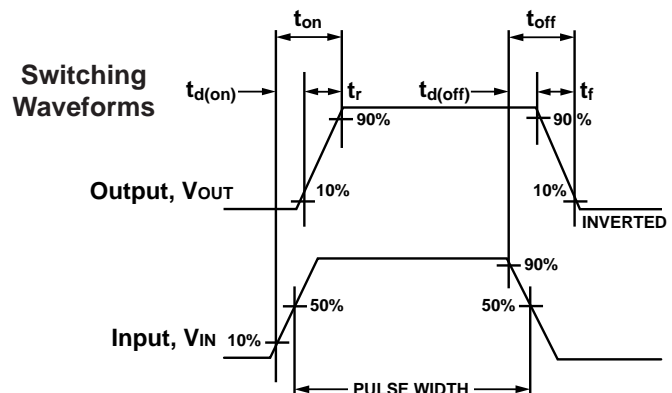 ton
toff
Switching
Waveforms
td(on)
tr
td(off)
tf
90%
90 %
Output, VOUT
10%
10%
INVERTED
90%
50%
50%
Input, VIN
10%
PULSE WIDTH